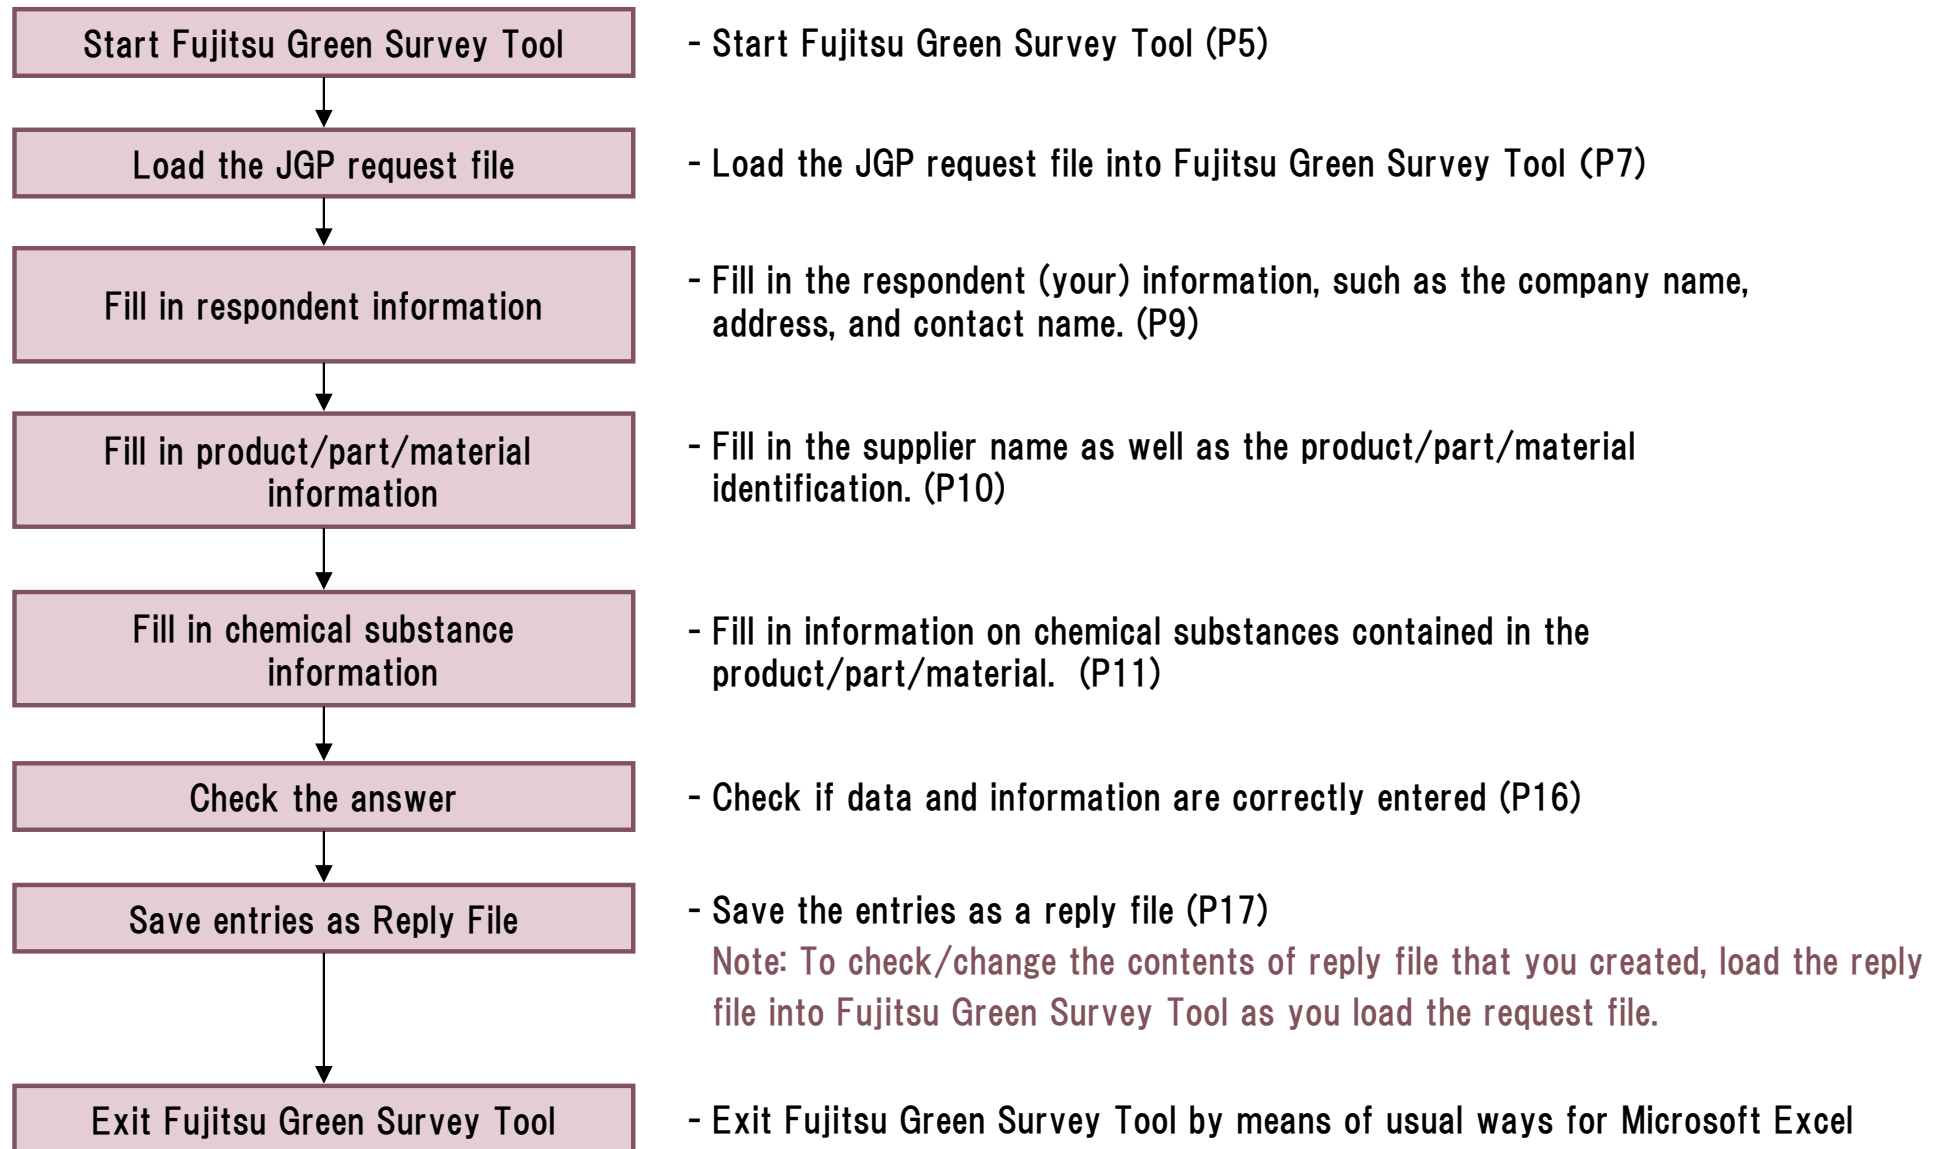 Start Fujitsu Green Survey Tool
- Start Fujitsu Green Survey Tool (P5)
Load the JGP request file
- Load the JGP request file into Fujitsu Green Survey Tool (P7)
Fill in respondent information
- Fill in the respondent (your) information, such as the company name,
address, and contact name. (P9)
Fill in product/part/material
information
- Fill in the supplier name as well as the product/part/material
identification. (P10)
Fill in chemical substance
information
- Fill in information on chemical substances contained in the
product/part/material. (P11)
Check the answer
- Check if data and information are correctly entered (P16)
Save entries as Reply File
- Save the entries as a reply file (P17)
Note: To check/change the contents of reply file that you created, load the reply
file into Fujitsu Green Survey Tool as you load the request file.
Exit Fujitsu Green Survey Tool
- Exit Fujitsu Green Survey Tool by means of usual ways for Microsoft Excel